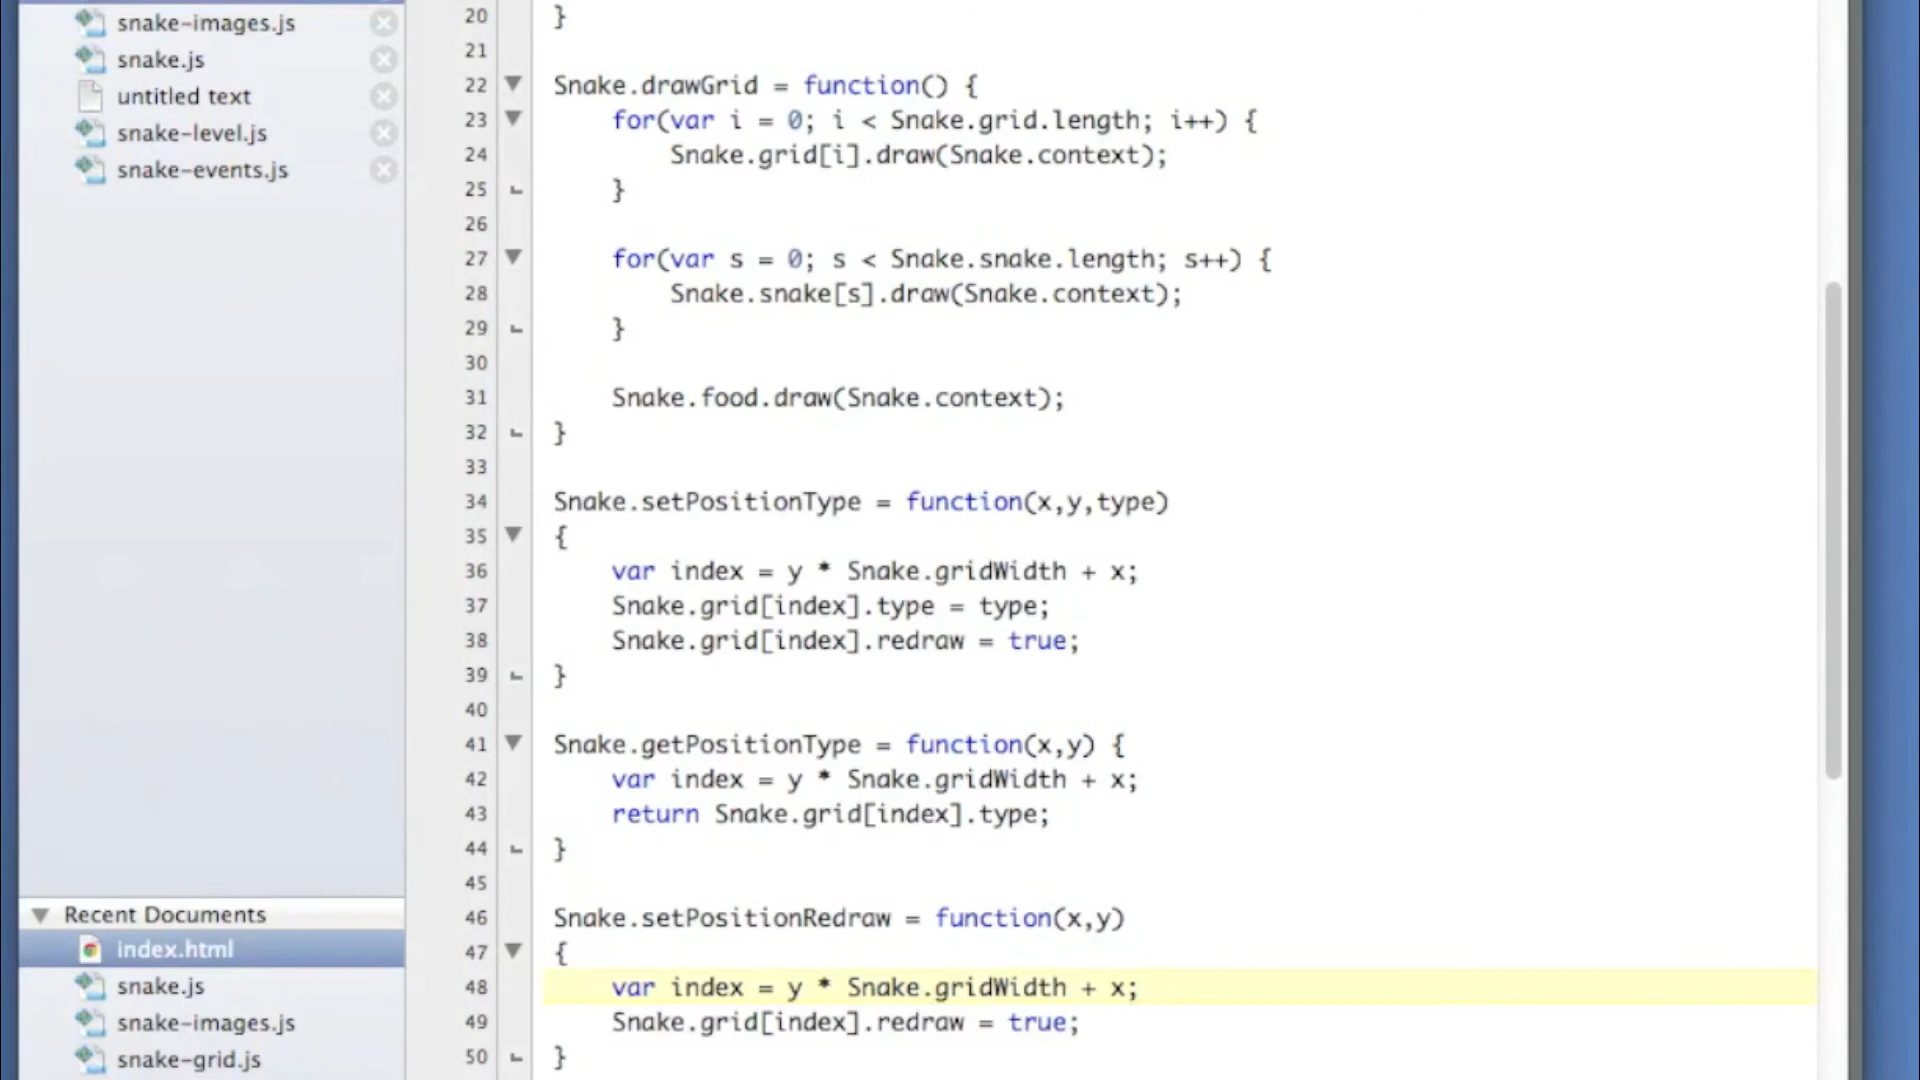 snake-images.js
snake.js
untitled text
snake-level.js
snake-events.js
Recent Documents
index.html
snake.js
snake-images.js
snake-grid.js
20 }
21
22 Snake.drawGrid = function() {
23 for(var i = 0; i < Snake.grid.length; i++) {
24 Snake.grid[i].draw(Snake.context);
25 }
26
27 for(var s = 0; s < Snake.snake.length; s++) {
28 Snake.snake[s].draw(Snake.context);
29 }
30
31 Snake.food.draw(Snake.context);
32 }
33
34 Snake.setPositionType = function(x,y,type)
35 {
36 var index = y * Snake.gridWidth + x;
37 Snake.grid[index].type = type;
38 Snake.grid[index].redraw = true;
39 }
40
41 Snake.getPositionType = function(x,y) {
42 var index = y * Snake.gridWidth + x;
43 return Snake.grid[index].type;
44 }
45
46 Snake.setPositionRedraw = function(x,y)
47 {
48 var index = y * Snake.gridWidth + x;
49 Snake.grid[index].redraw = true;
50 }